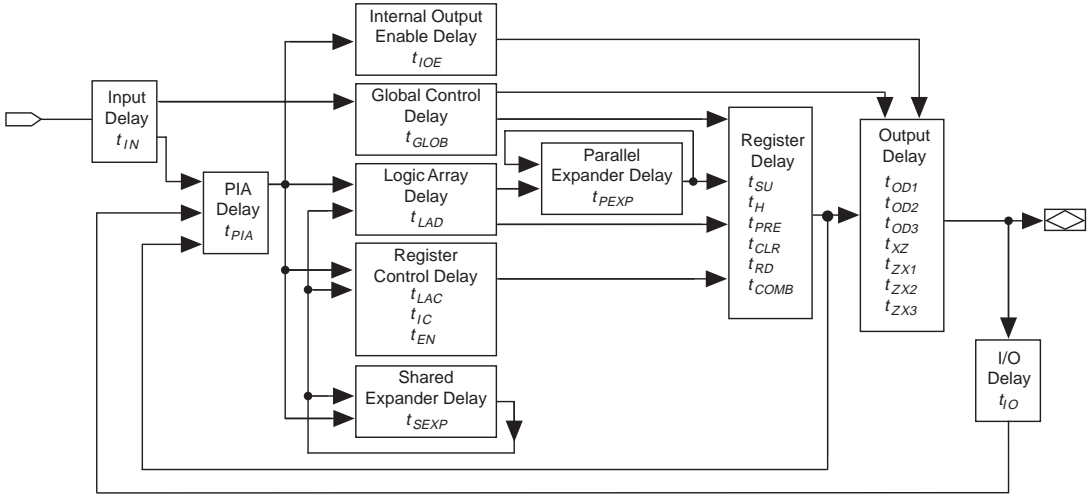 Internal Output
Enable Delay
tIOE
Input
Delay
tIN
Global Control
Delay
tGLOB
PIA
Delay
tPIA
Logic Array
Delay
tLAD
Parallel
Expander Delay
tPEXP
Register
Control Delay
tLAC
tIC
tEN
Shared
Expander Delay
tSEXP
Register
Delay
tSU
tH
tPRE
tCLR
tRD
tCOMB
Output
Delay
tOD1
tOD2
tOD3
tXZ
tZX1
tZX2
tZX3
I/O
Delay
tIO